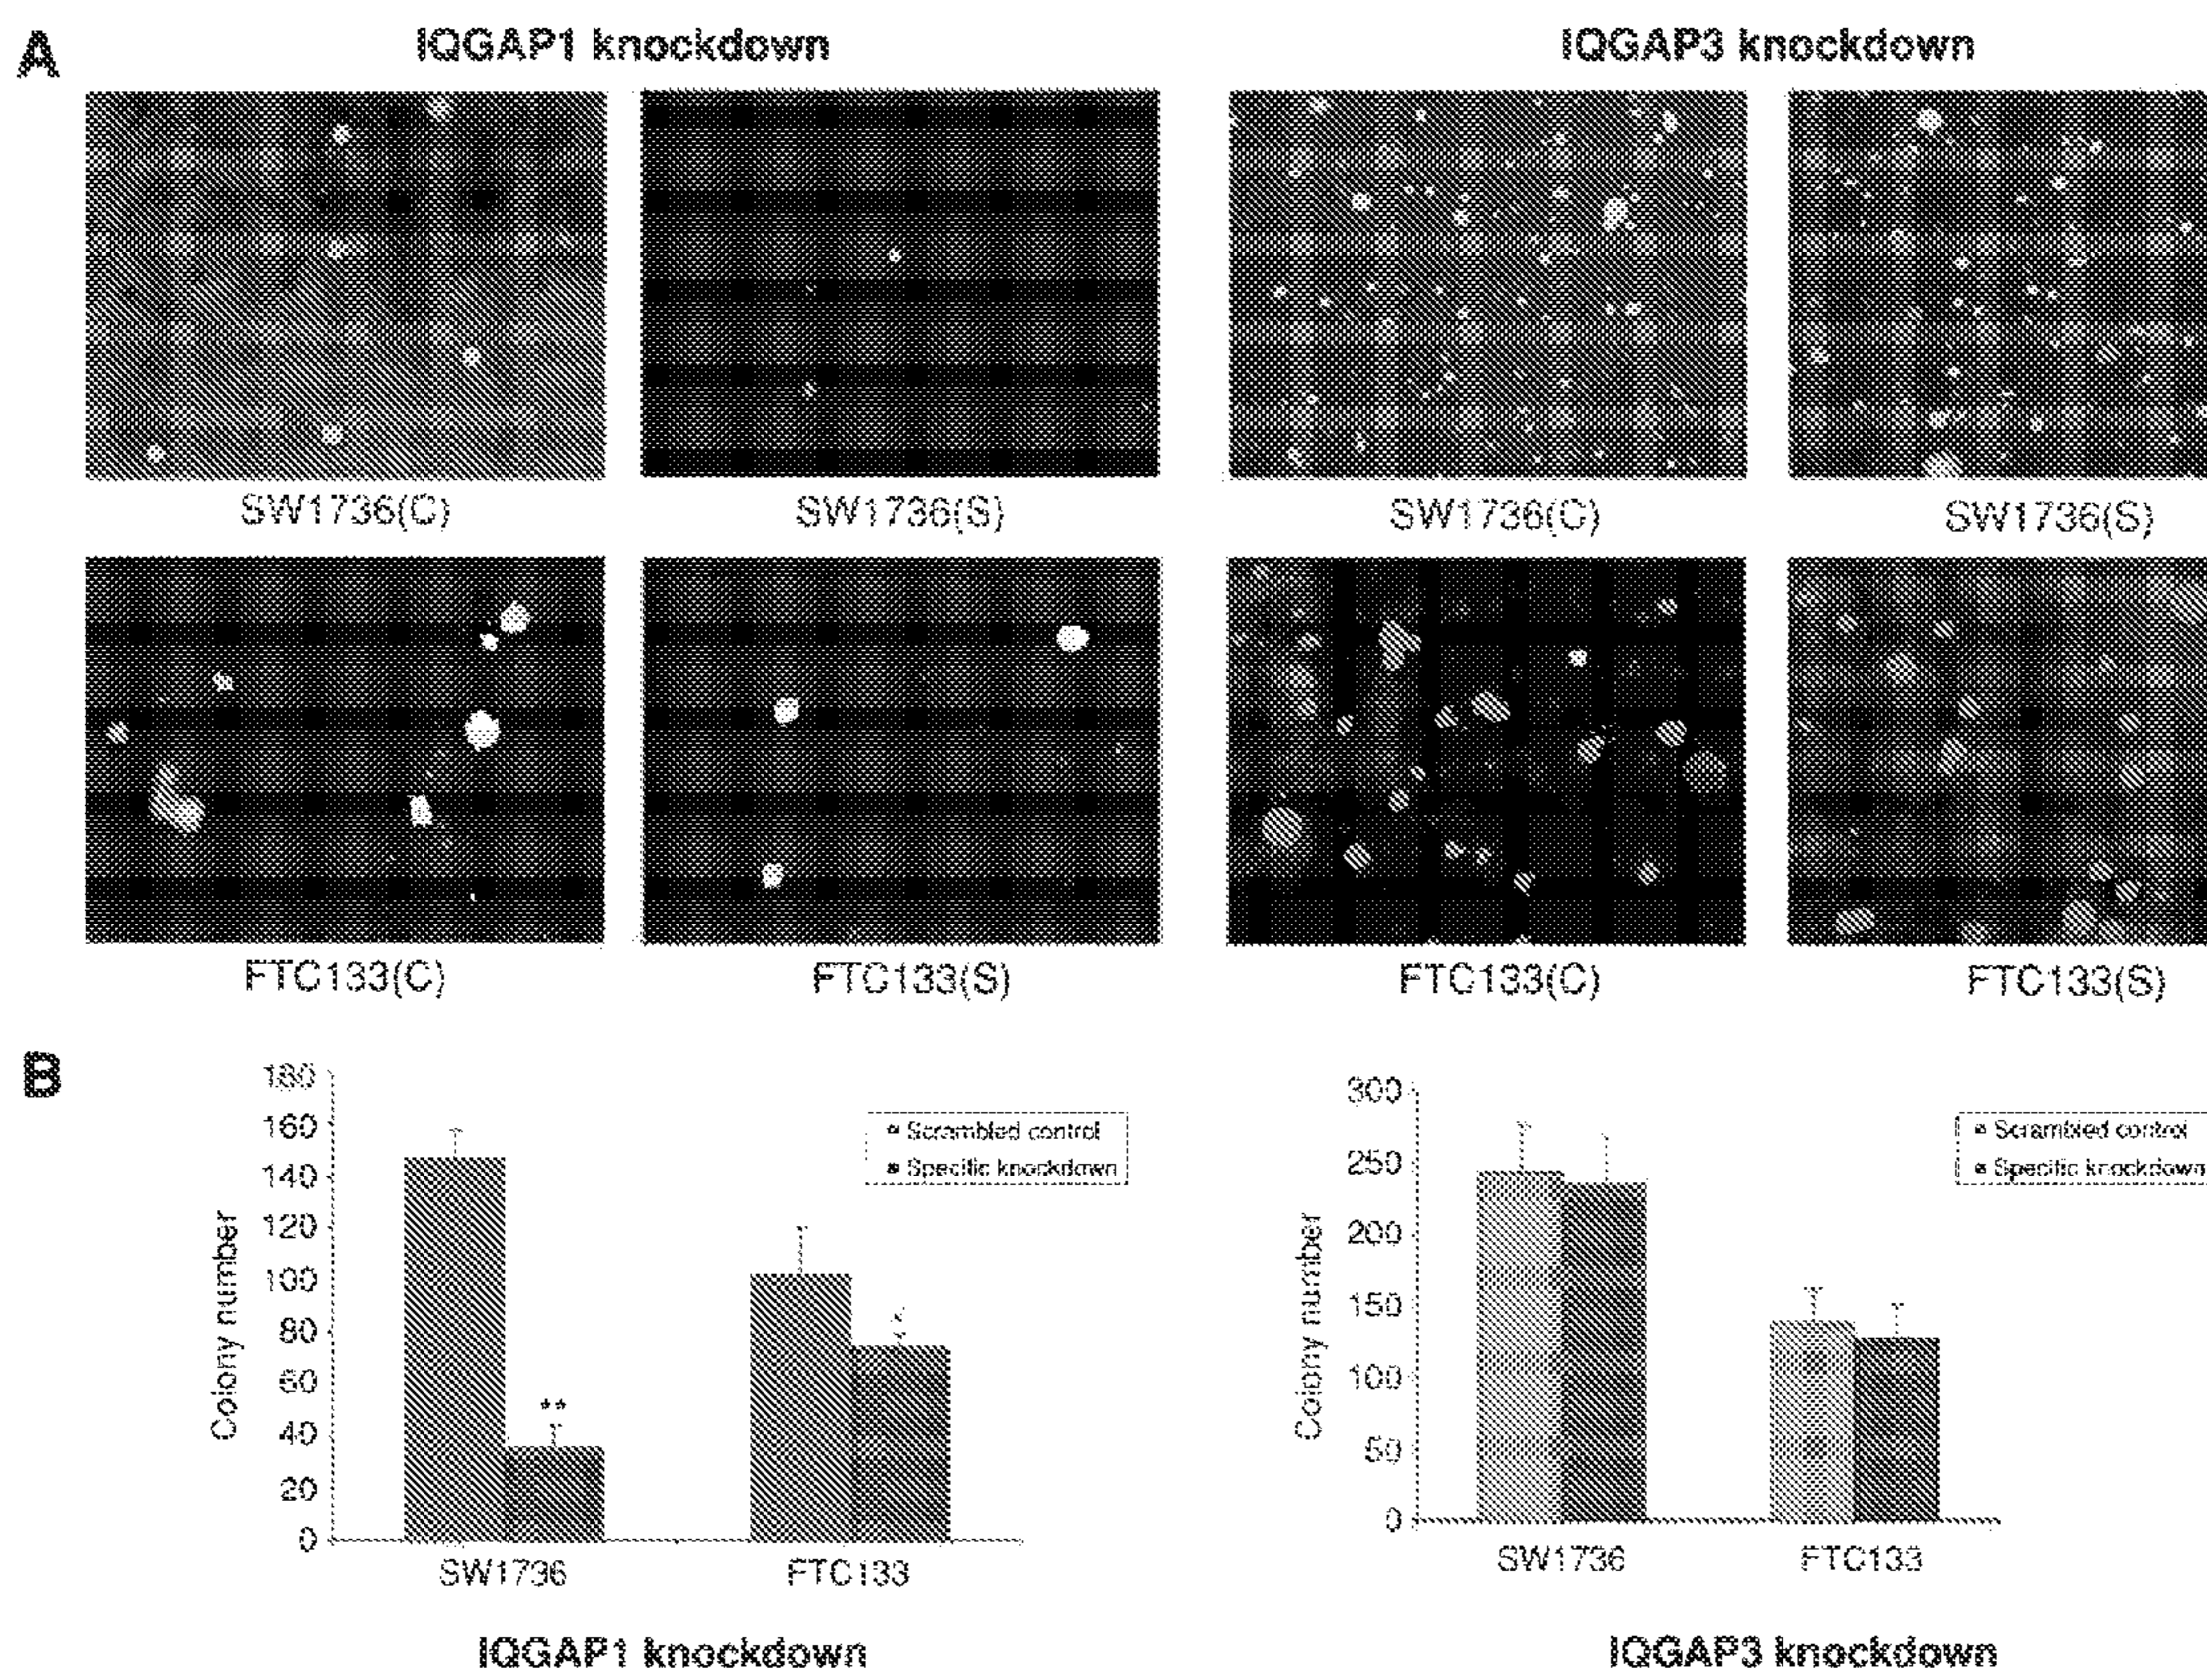 A
IQGAP1 knockdown
IQGAP3 knockdown
SW1736(C)
SW1736(S)
SW1736(C)
SW1736(S)
FTC133(C)
FTC133(S)
FTC133(C)
FTC133(S)
B
180
160
140
120
100
80
60
40
20
0
Colony number
Scrambled control
Specific knockdown
**
*
SW1736
FTC133
IQGAP1 knockdown
300
250
200
150
100
50
0
Colony number
Scrambled control
Specific knockdown
SW1736
FTC133
IQGAP3 knockdown